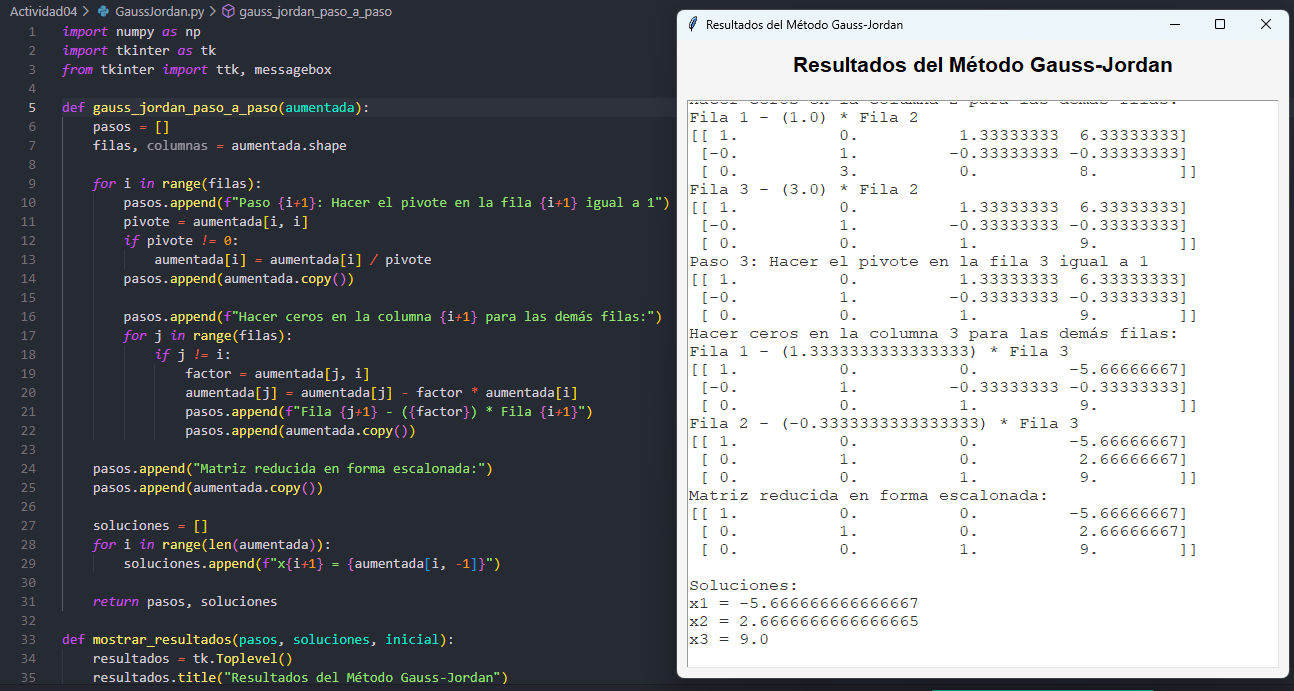 Actividad04 > GaussJordan.py > gauss_jordan_paso_a_paso
1 import numpy as np
2 import tkinter as tk
3 from tkinter import ttk, messagebox
4
5 def gauss_jordan_paso_a_paso(aumentada):
6 pasos = []
7 filas, columnas = aumentada.shape
8
9 for i in range(filas):
10 pasos.append(f"Paso {i+1}: Hacer el pivote en la fila {i+1} igual a 1")
11 pivote = aumentada[i, i]
12 if pivote != 0:
13 aumentada[i] = aumentada[i] / pivote
14 pasos.append(aumentada.copy())
15
16 pasos.append(f"Hacer ceros en la columna {i+1} para las demás filas:")
17 for j in range(filas):
18 if j != i:
19 factor = aumentada[j, i]
20 aumentada[j] = aumentada[j] - factor * aumentada[i]
21 pasos.append(f"Fila {j+1} - ({factor}) * Fila {i+1}")
22 pasos.append(aumentada.copy())
23
24 pasos.append("Matriz reducida en forma escalonada:")
25 pasos.append(aumentada.copy())
26
27 soluciones = []
28 for i in range(len(aumentada)):
29 soluciones.append(f"x{i+1} = {aumentada[i, -1]}")
30
31 return pasos, soluciones
32
33 def mostrar_resultados(pasos, soluciones, inicial):
34 resultados = tk.Toplevel()
35 resultados.title("Resultados del Método Gauss-Jordan")
Resultados del Método Gauss-Jordan
Resultados del Método Gauss-Jordan
Hacer ceros en la columna 2 para las demás filas:
Fila 1 - (1.0) * Fila 2
[[ 1. 0. 1.33333333 6.33333333]
[-0. 1. -0.33333333 -0.33333333]
[ 0. 3. 0. 8. ]]
Fila 3 - (3.0) * Fila 2
[[ 1. 0. 1.33333333 6.33333333]
[-0. 1. -0.33333333 -0.33333333]
[ 0. 0. 1. 9. ]]
Paso 3: Hacer el pivote en la fila 3 igual a 1
[[ 1. 0. 1.33333333 6.33333333]
[-0. 1. -0.33333333 -0.33333333]
[ 0. 0. 1. 9. ]]
Hacer ceros en la columna 3 para las demás filas:
Fila 1 - (1.3333333333333333) * Fila 3
[[ 1. 0. 0. -5.66666667]
[-0. 1. -0.33333333 -0.33333333]
[ 0. 0. 1. 9. ]]
Fila 2 - (-0.3333333333333333) * Fila 3
[[ 1. 0. 0. -5.66666667]
[ 0. 1. 0. 2.66666667]
[ 0. 0. 1. 9. ]]
Matriz reducida en forma escalonada:
[[ 1. 0. 0. -5.66666667]
[ 0. 1. 0. 2.66666667]
[ 0. 0. 1. 9. ]]
Soluciones:
x1 = -5.666666666666667
x2 = 2.6666666666666665
x3 = 9.0